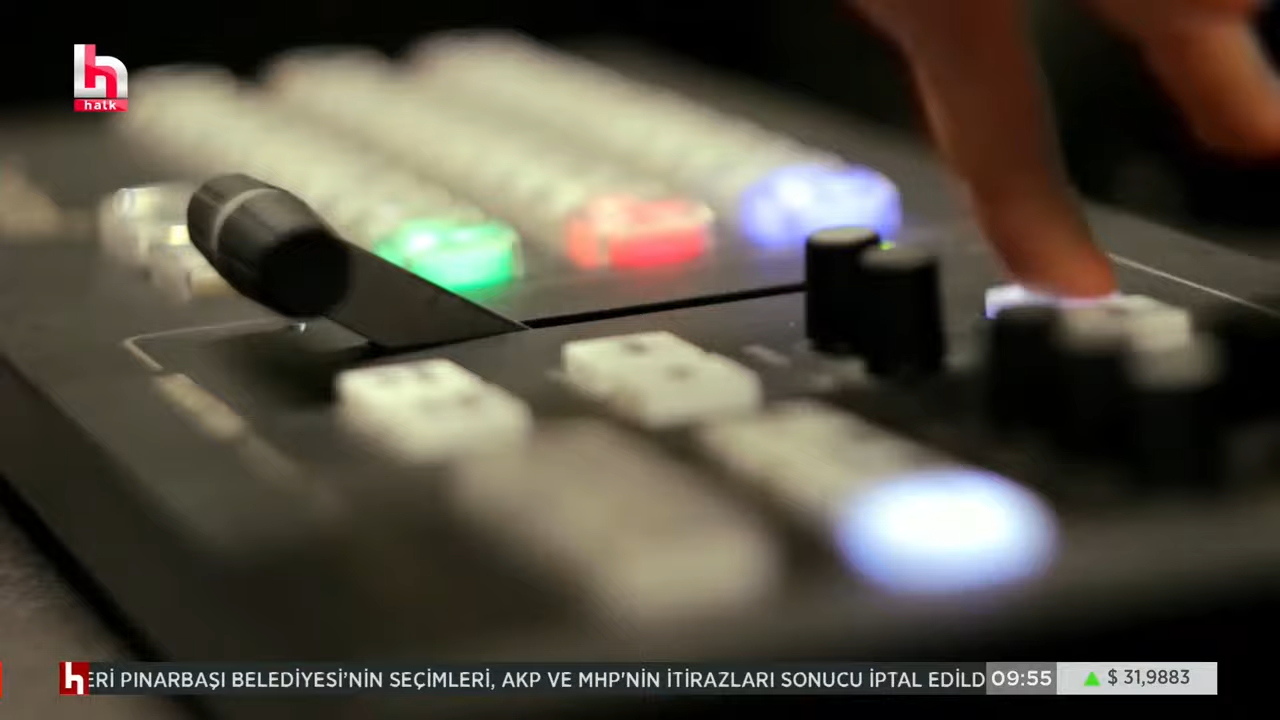 halk
ERİ PINARBAŞI BELEDİYESİ’NİN SEÇİMLERİ, AKP VE MHP'NİN İTİRAZLARI SONUCU İPTAL EDİLD 09:55 ▲ $ 31,9883